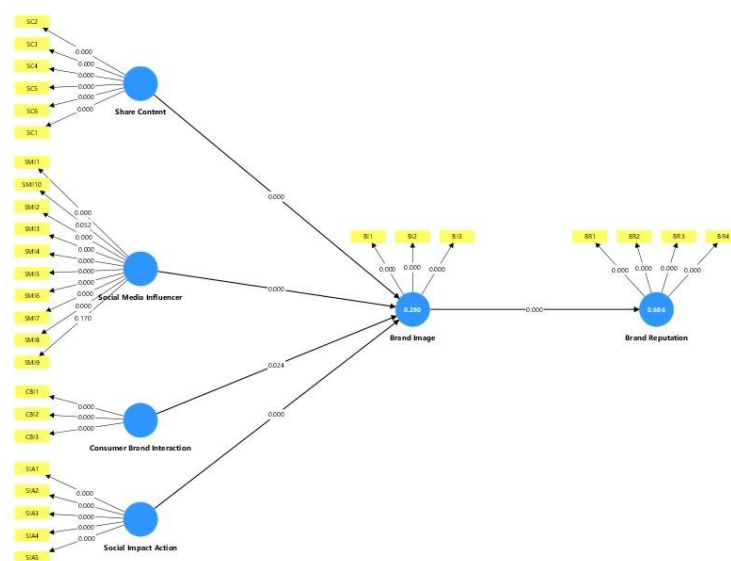 SC2
SC3
SC4
SC5
SC6
SC1
0.000
0.000
0.000
0.000
0.000
0.000
Share Content
SMI1
SMI10
SMI2
SMI3
SMI4
SMI5
SMI6
SMI7
SMI8
SMI9
0.000
0.052
0.000
0.000
0.000
0.000
0.000
0.000
0.000
0.170
Social Media Influencer
CBI1
CBI2
CBI3
0.000
0.000
0.000
Consumer Brand Interaction
SIA1
SIA2
SIA3
SIA4
SIA5
0.000
0.000
0.000
0.000
0.000
Social Impact Action
0.000
0.000
0.024
0.000
BI1 BI2 BI3
0.000 0.000 0.000
0.280
Brand Image
0.000
BR1 BR2 BR3 BR4
0.000 0.000 0.000 0.000
0.686
Brand Reputation